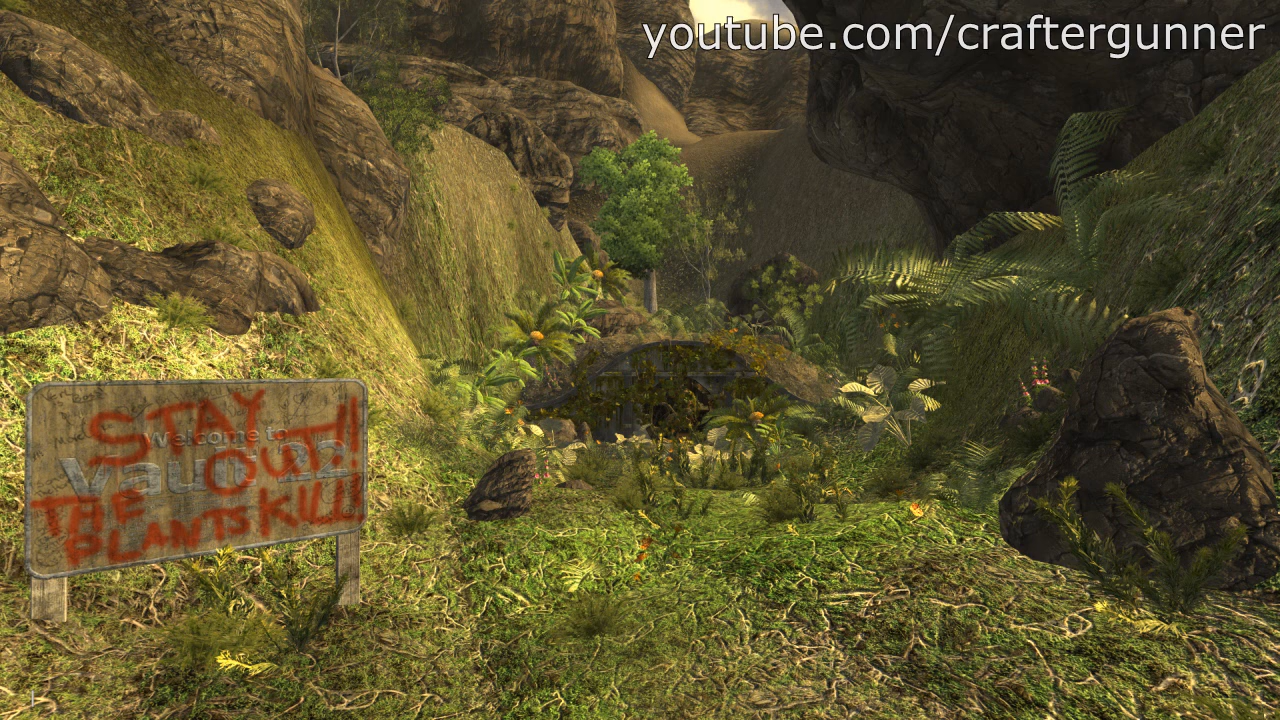 youtube.com/craftergunner
STAY
Welcome to
OUT!!
Vault 22
THE
PLANTS KILL!